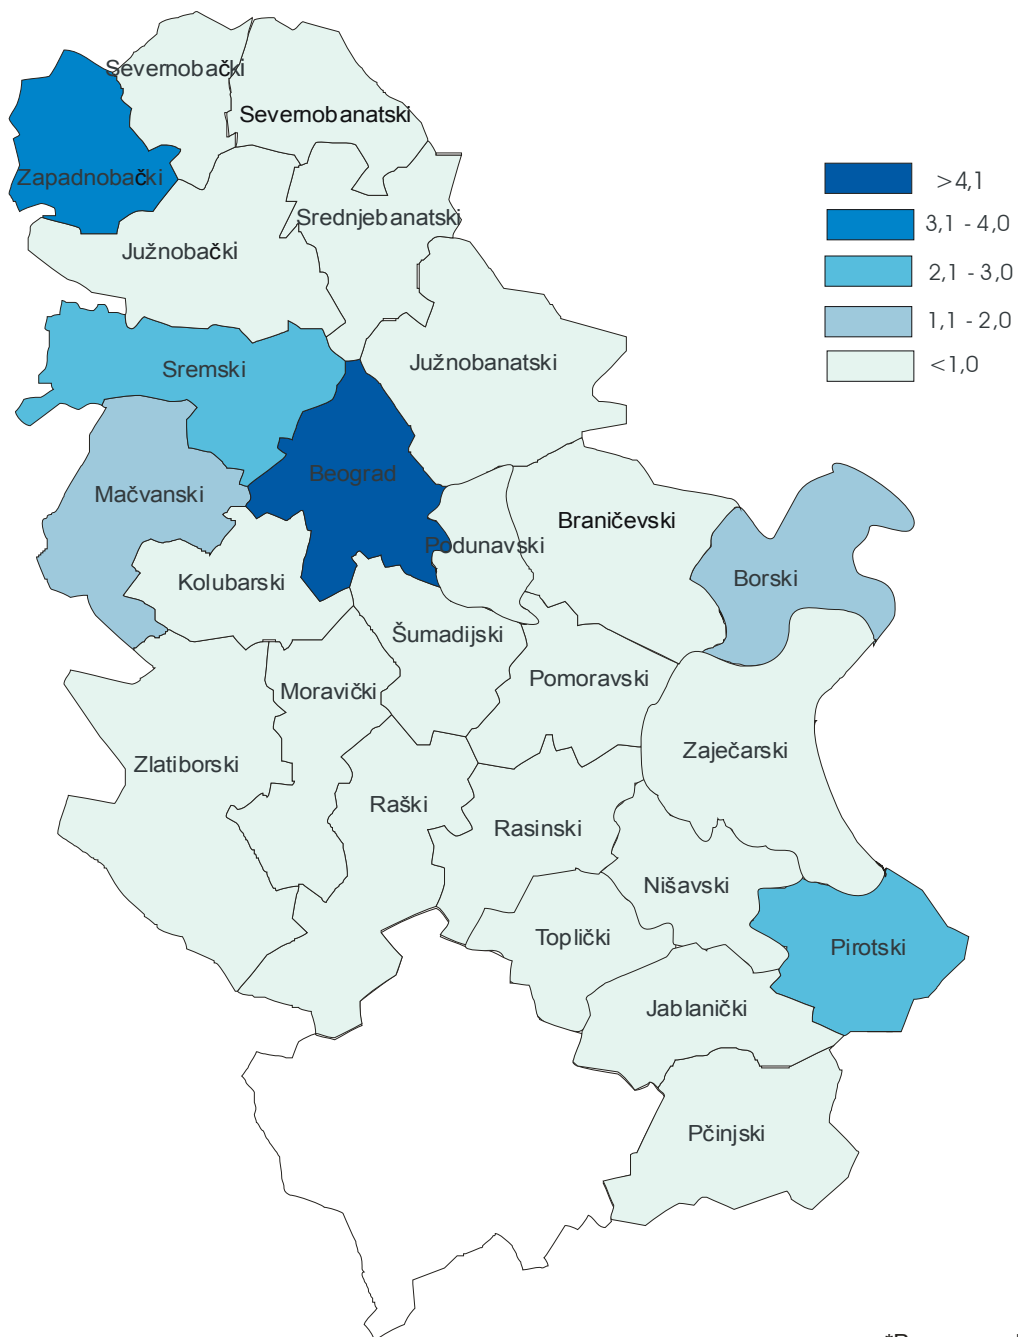 Severnobački
Severnobanatski
Zapadnobački
Srednjebanatski
Južnobački
Južnobanatski
Sremski
Beograd
Mačvanski
Podunavski
Braničevski
Kolubarski
Borski
Šumadijski
Pomoravski
Moravički
Zlatiborski
Zaječarski
Raški
Rasinski
Nišavski
Toplički
Pirotski
Jablanički
Pčinjski
>4,1
3,1 - 4,0
2,1 - 3,0
1,1 - 2,0
<1,0